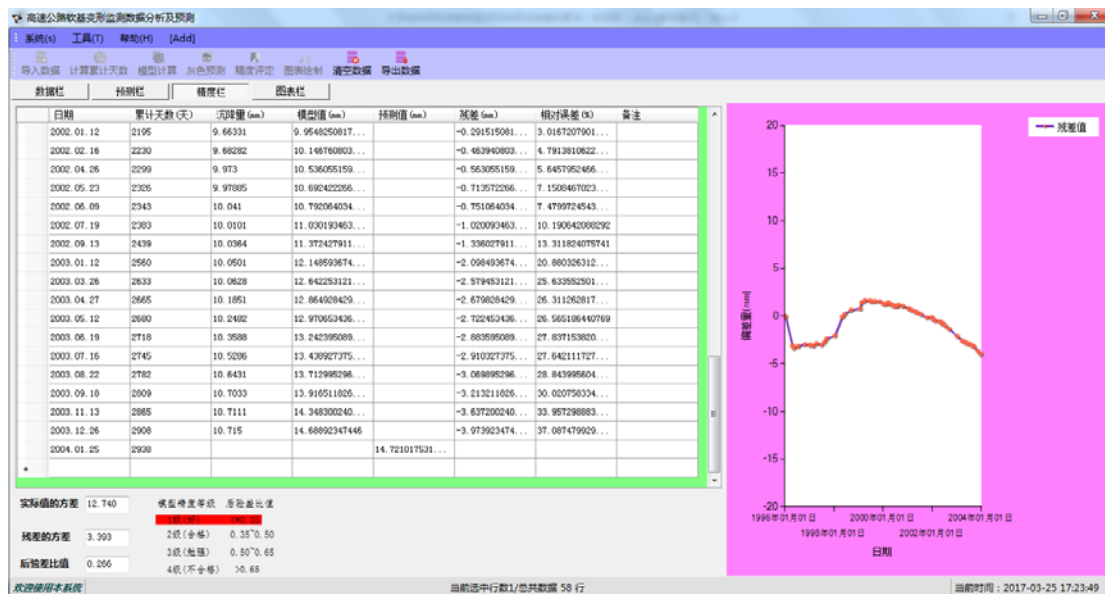 高速公路软基变形监测数据分析及预测
系统(s) 工具(T) 帮助(H) [Add]
导入数据 计算累计天数 模型计算 灰色预测 精度评定 图表绘制 清空数据 导出数据
数据栏 预测栏 精度栏 图表栏
日期 累计天数(天) 沉降量(mm) 模型值(mm) 预测值(mm) 残差(mm) 相对误差(%) 备注
2002.01.12 2195 9.66331 9.9548250817... -0.291515081... 3.0167207901...
2002.02.16 2230 9.68282 10.146760803... -0.463940803... 4.7913810622...
2002.04.26 2299 9.973 10.536055159... -0.563055159... 5.6457952466...
2002.05.23 2326 9.97885 10.692422266... -0.713572266... 7.1508467023...
2002.06.09 2343 10.041 10.792064034... -0.751064034... 7.4799724543...
2002.07.19 2383 10.0101 11.030193463... -1.020093463... 10.190642088292
2002.09.13 2439 10.0364 11.372427911... -1.336027911... 13.311824075741
2003.01.12 2560 10.0501 12.148593674... -2.098493674... 20.880326312...
2003.03.26 2633 10.0628 12.642253121... -2.579453121... 25.633552501...
2003.04.27 2665 10.1851 12.864928429... -2.679828429... 26.311262817...
2003.05.12 2680 10.2482 12.970653436... -2.722453436... 26.565186440769
2003.06.19 2718 10.3588 13.242395089... -2.883595089... 27.837153820...
2003.07.16 2745 10.5286 13.438927375... -2.910327375... 27.642111727...
2003.08.22 2782 10.6431 13.712995296... -3.069895296... 28.843995604...
2003.09.18 2809 10.7033 13.916511826... -3.213211826... 30.020758334...
2003.11.13 2865 10.7111 14.348300240... -3.637200240... 33.957298883...
2003.12.26 2908 10.715 14.68892347446 -3.973923474... 37.087479929...
2004.01.25 2938 14.721017531...
实际值的方差 12.740
残差的方差 3.393
后验差比值 0.266
模型精度等级 后验差比值
1级(好) <=0.35
2级(合格) 0.35~0.50
3级(勉强) 0.50~0.65
4级(不合格) >0.65
残差值
20
15
10
5
0
-5
-10
-15
-20
偏差量(mm)
1996年01月01日 2000年01月01日 2004年01月01日
1998年01月01日 2002年01月01日
日期
欢迎使用本系统 当前选中行数1/总共数据 58 行 当前时间：2017-03-25 17:23:49